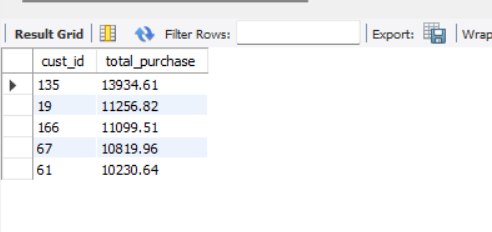 Result Grid Filter Rows: Export: Wrap
cust_id total_purchase
135 13934.61
19 11256.82
166 11099.51
67 10819.96
61 10230.64